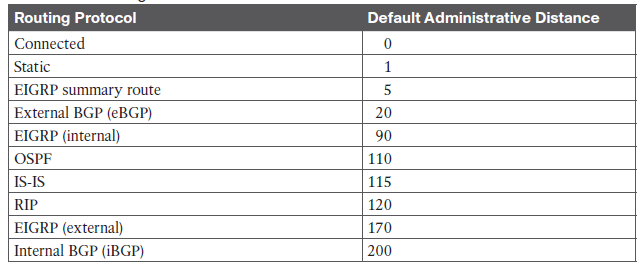 Routing Protocol Default Administrative Distance
Connected 0
Static 1
EIGRP summary route 5
External BGP (eBGP) 20
EIGRP (internal) 90
OSPF 110
IS-IS 115
RIP 120
EIGRP (external) 170
Internal BGP (iBGP) 200